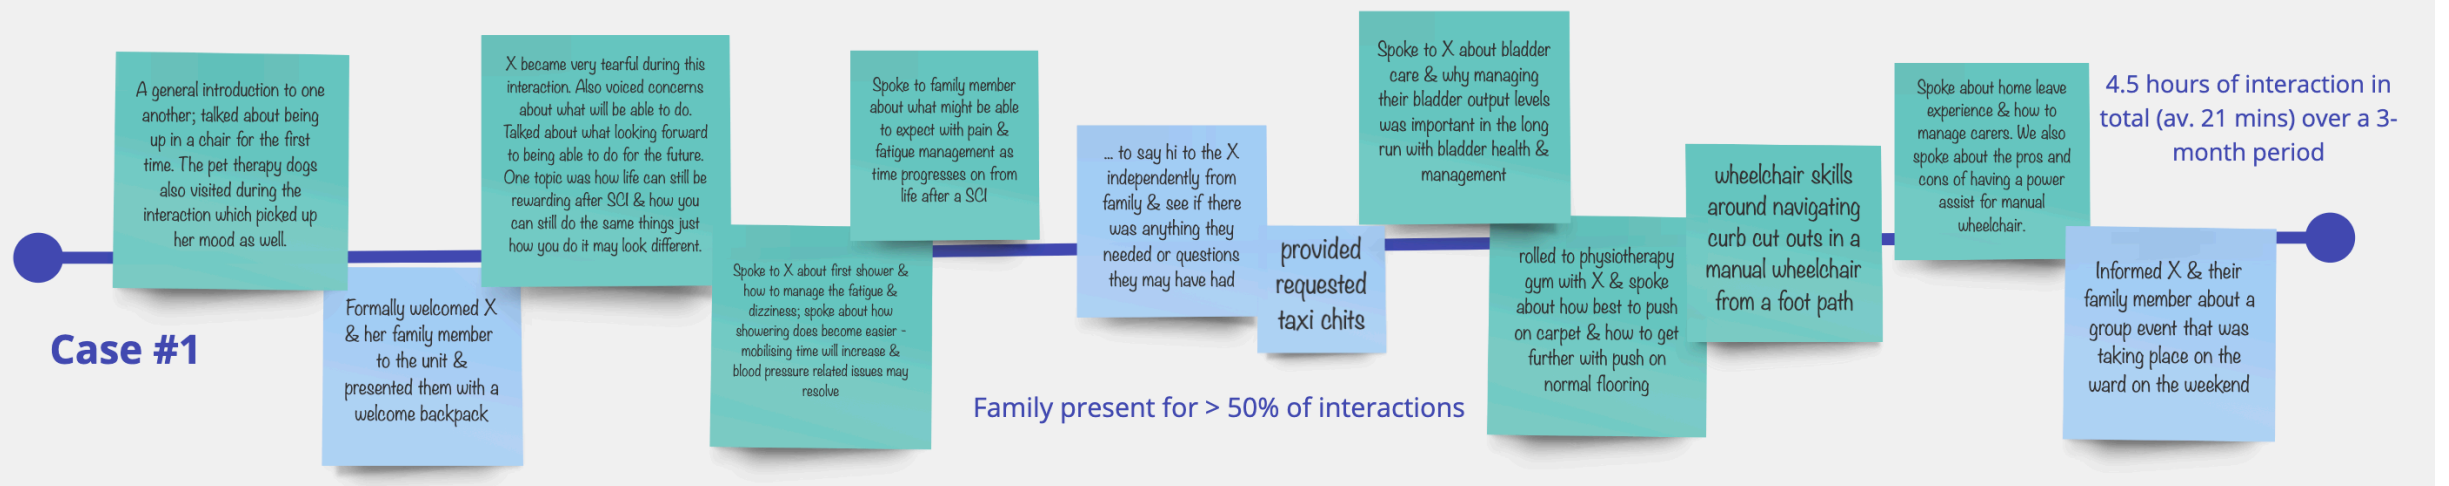 A general introduction to one
another; talked about being
up in a chair for the first
time. The pet therapy dogs
also visited during the
interaction which picked up
her mood as well.
Case #1
Formally welcomed X
& her family member
to the unit &
presented them with a
welcome backpack
X became very tearful during this
interaction. Also voiced concerns
about what will be able to do.
Talked about what looking forward
to being able to do for the future.
One topic was how life can still be
rewarding after SCI & how you
can still do the same things just
how you do it may look different.
Spoke to X about first shower &
how to manage the fatigue &
dizziness; spoke about how
showering does become easier -
mobilising time will increase &
blood pressure related issues may
resolve
Spoke to family member
about what might be able
to expect with pain &
fatigue management as
time progresses on from
life after a SCI
... to say hi to the X
independently from
family & see if there
was anything they
needed or questions
they may have had
provided
requested
taxi chits
Family present for > 50% of interactions
Spoke to X about bladder
care & why managing
their bladder output levels
was important in the long
run with bladder health &
management
rolled to physiotherapy
gym with X & spoke
about how best to push
on carpet & how to get
further with push on
normal flooring
wheelchair skills
around navigating
curb cut outs in a
manual wheelchair
from a foot path
Spoke about home leave
experience & how to
manage carers. We also
spoke about the pros and
cons of having a power
assist for manual
wheelchair.
4.5 hours of interaction in
total (av. 21 mins) over a 3-
month period
Informed X & their
family member about a
group event that was
taking place on the
ward on the weekend